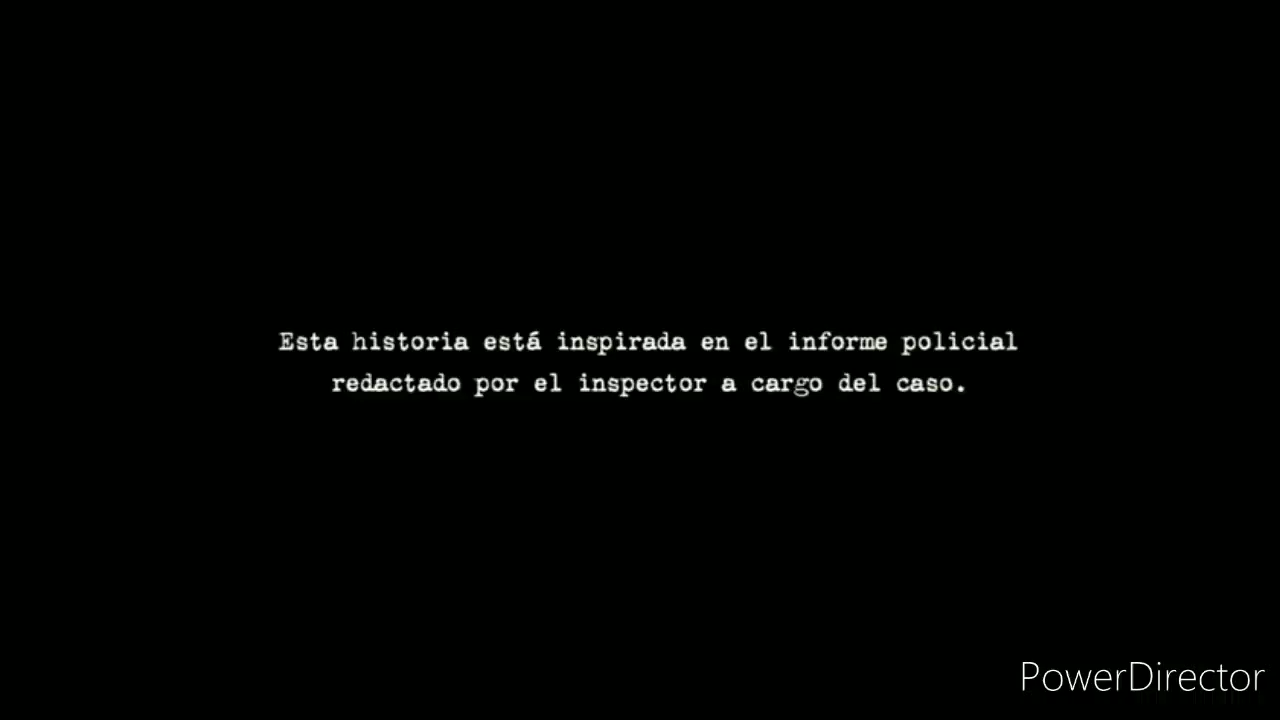 Esta historia está inspirada en el informe policial
redactado por el inspector a cargo del caso.
PowerDirector